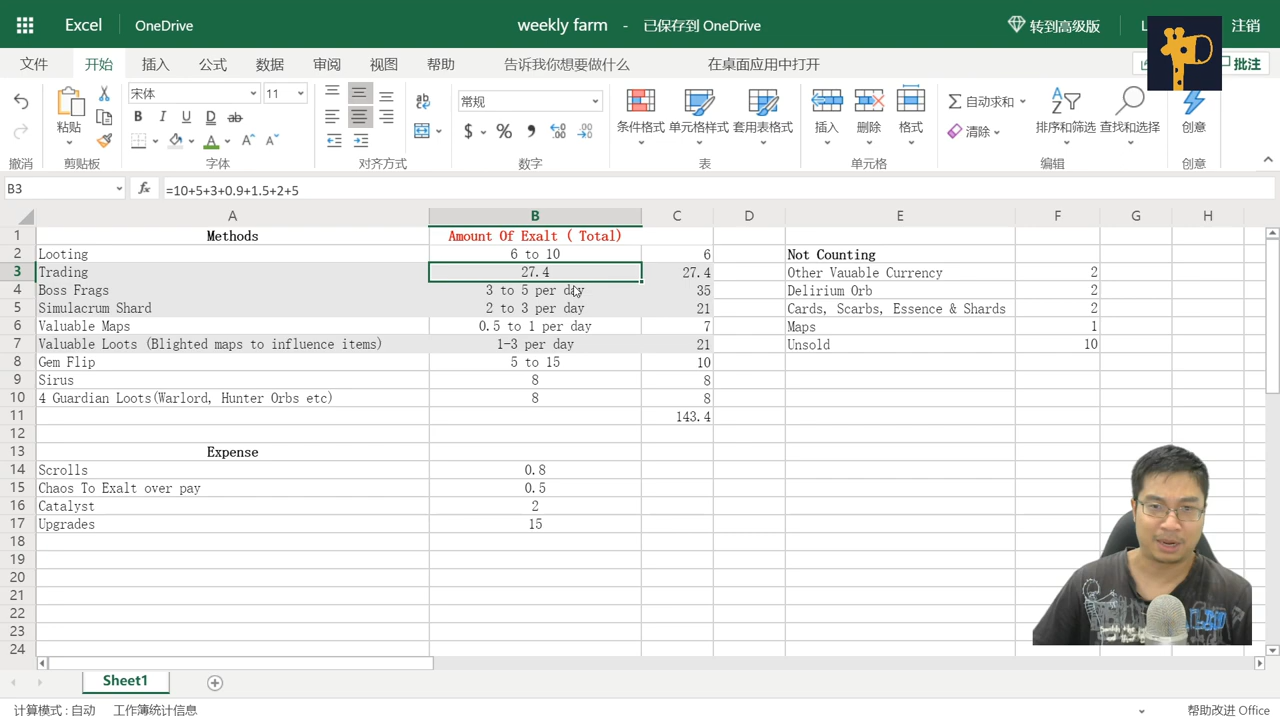 Excel OneDrive weekly farm - 已保存到 OneDrive 转到高级版 注销
文件 开始 插入 公式 数据 审阅 视图 帮助 告诉我你想要做什么 在桌面应用中打开 批注
粘贴 宋体 11 常规 条件格式 单元格样式 套用表格式 插入 删除 格式 自动求和 清除 排序和筛选 查找和选择 创意
B I U D ab A A A ab $ % 9
撤消 剪贴板 字体 对齐方式 数字 表 单元格 编辑 创意
B3 fx =10+5+3+0.9+1.5+2+5
A B C D E F G H
1 Methods Amount Of Exalt ( Total)
2 Looting 6 to 10 6 Not Counting
3 Trading 27.4 27.4 Other Vauable Currency 2
4 Boss Frags 3 to 5 per day 35 Delirium Orb 2
5 Simulacrum Shard 2 to 3 per day 21 Cards, Scarbs, Essence & Shards 2
6 Valuable Maps 0.5 to 1 per day 7 Maps 1
7 Valuable Loots (Blighted maps to influence items) 1-3 per day 21 Unsold 10
8 Gem Flip 5 to 15 10
9 Sirus 8 8
10 4 Guardian Loots(Warlord, Hunter Orbs etc) 8 8
11 143.4
12
13 Expense
14 Scrolls 0.8
15 Chaos To Exalt over pay 0.5
16 Catalyst 2
17 Upgrades 15
18
19
20
21
22
23
24
Sheet1
计算模式：自动 工作簿统计信息 帮助改进 Office